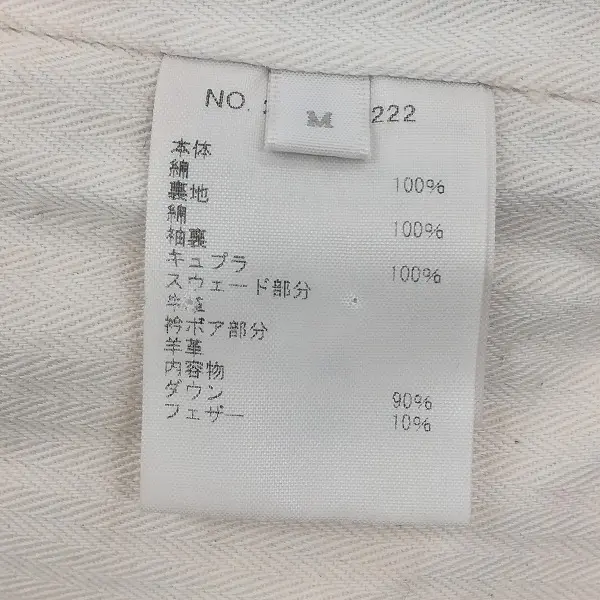 NO.
M
222
本体
綿 100%
裏地
綿 100%
袖裏
キュプラ 100%
スウェード部分
牛革
衿ボア部分
羊革
内容物
ダウン 90%
フェザー 10%